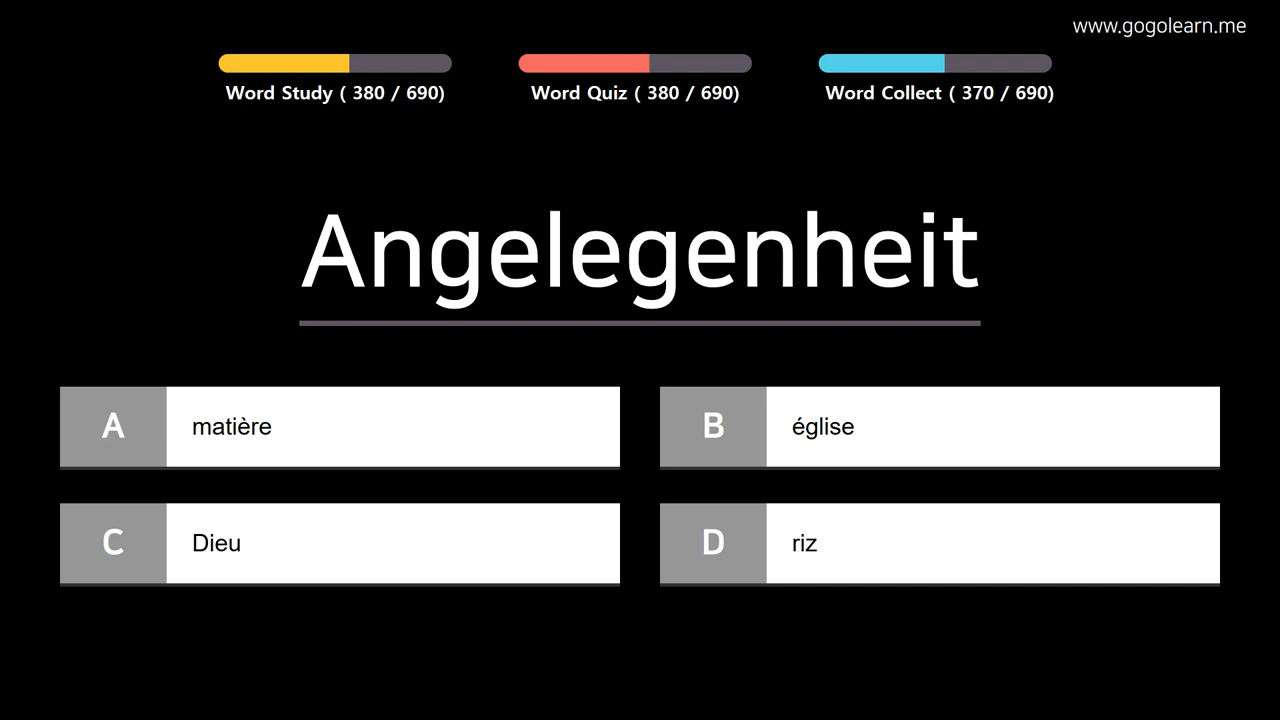 www.gogolearn.me
Word Study ( 380 / 690)
Word Quiz ( 380 / 690)
Word Collect ( 370 / 690)
Angelegenheit
A matière
B église
C Dieu
D riz